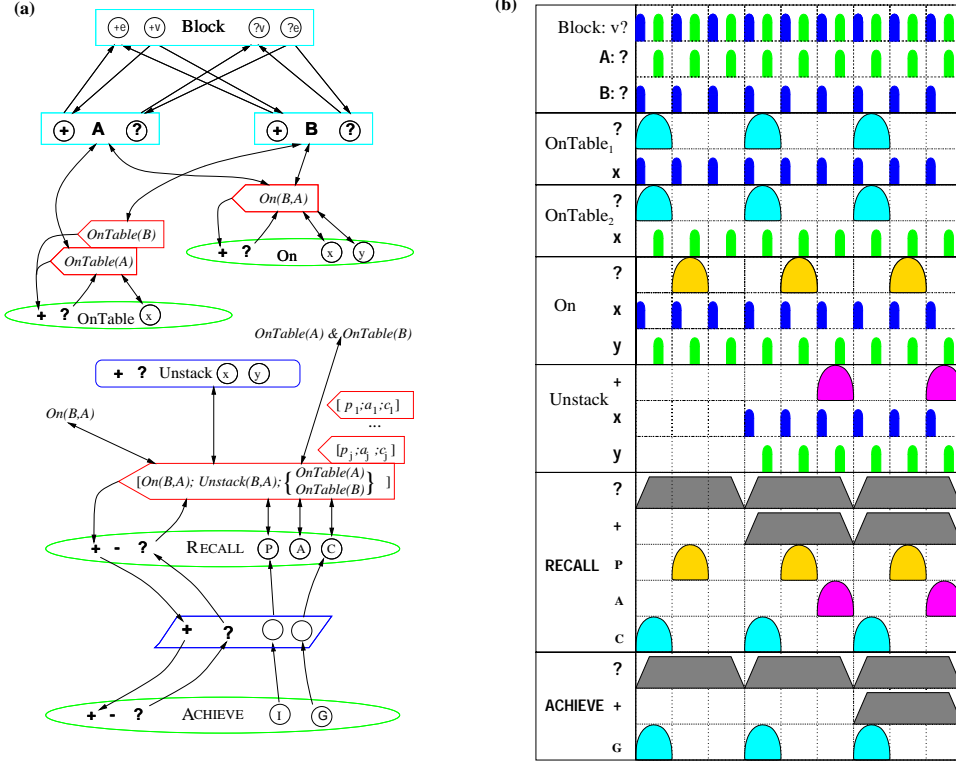 (a)
+e +v Block ?v ?e
+ A ?
+ B ?
On(B,A)
OnTable(B)
+ ? On x y
OnTable(A)
+ ? OnTable x
OnTable(A) & OnTable(B)
+ ? Unstack x y
[ p1;a1;c1]
On(B,A)
...
[pj;aj;cj]
[On(B,A); Unstack(B,A); { OnTable(A) OnTable(B) } ]
+ - ? RECALL P A C
+ ?
+ - ? ACHIEVE I G
(b)
Block: v?
A: ?
B: ?
?
OnTable1
x
?
OnTable2
x
?
On
x
y
+
Unstack
x
y
?
+
RECALL P
A
C
?
ACHIEVE +
G